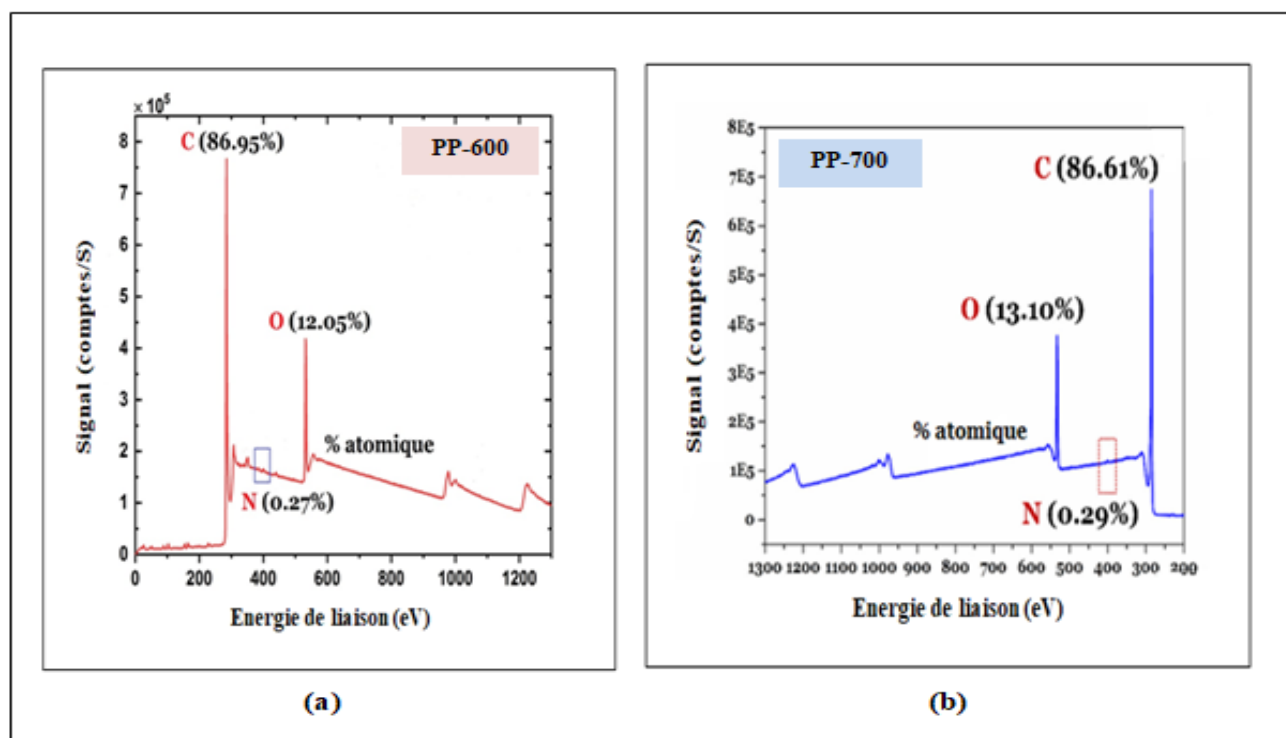 × 10⁵
PP-600
C (86.95%)
8
7
6
5
4
3
2
1
0
O (12.05%)
% atomique
N (0.27%)
0 200 400 600 800 1000 1200
Signal (comptes/S)
Energie de liaison (eV)
(a)
PP-700
C (86.61%)
8E5
7E5
6E5
5E5
4E5
3E5
2E5
1E5
0
O (13.10%)
% atomique
N (0.29%)
1300 1200 1000 900 800 700 600 500 400 300 200
Signal (comptes/S)
Energie de liaison (eV)
(b)